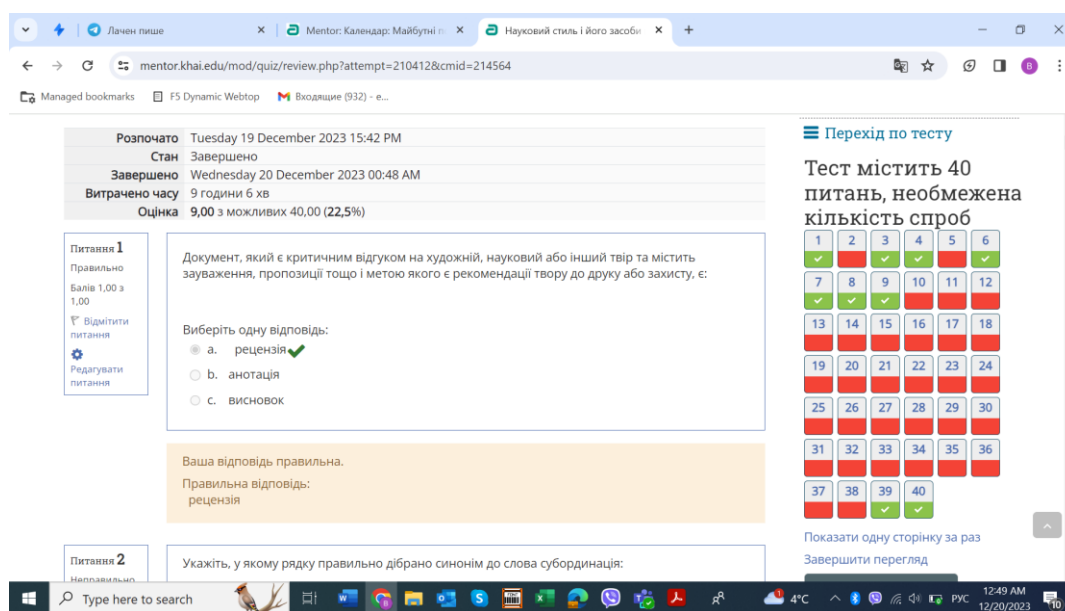 Лачен пише
Mentor: Календар: Майбутні п
Науковий стиль і його засоби
mentor.khai.edu/mod/quiz/review.php?attempt=210412&cmid=214564
B
Managed bookmarks
F5 Dynamic Webtop
Входящие (932) - e...
Розпочато Tuesday 19 December 2023 15:42 PM
Стан Завершено
Завершено Wednesday 20 December 2023 00:48 AM
Витрачено часу 9 години 6 хв
Оцінка 9,00 з можливих 40,00 (22,5%)
Питання 1
Правильно
Балів 1,00 з
1,00
Відмітити
питання
Редагувати
питання
Документ, який є критичним відгуком на художній, науковий або інший твір та містить
зауваження, пропозиції тощо і метою якого є рекомендації твору до друку або захисту, є:
Виберіть одну відповідь:
a. рецензія
b. анотація
c. висновок
Ваша відповідь правильна.
Правильна відповідь:
рецензія
Питання 2
Неправильно
Укажіть, у якому рядку правильно дібрано синонім до слова субординація:
Перехід по тесту
Тест містить 40
питань, необмежена
кількість спроб
1 2 3 4 5 6
7 8 9 10 11 12
13 14 15 16 17 18
19 20 21 22 23 24
25 26 27 28 29 30
31 32 33 34 35 36
37 38 39 40
Показати одну сторінку за раз
Завершити перегляд
Type here to search
4°C
РУС
12:49 AM
12/20/2023
10